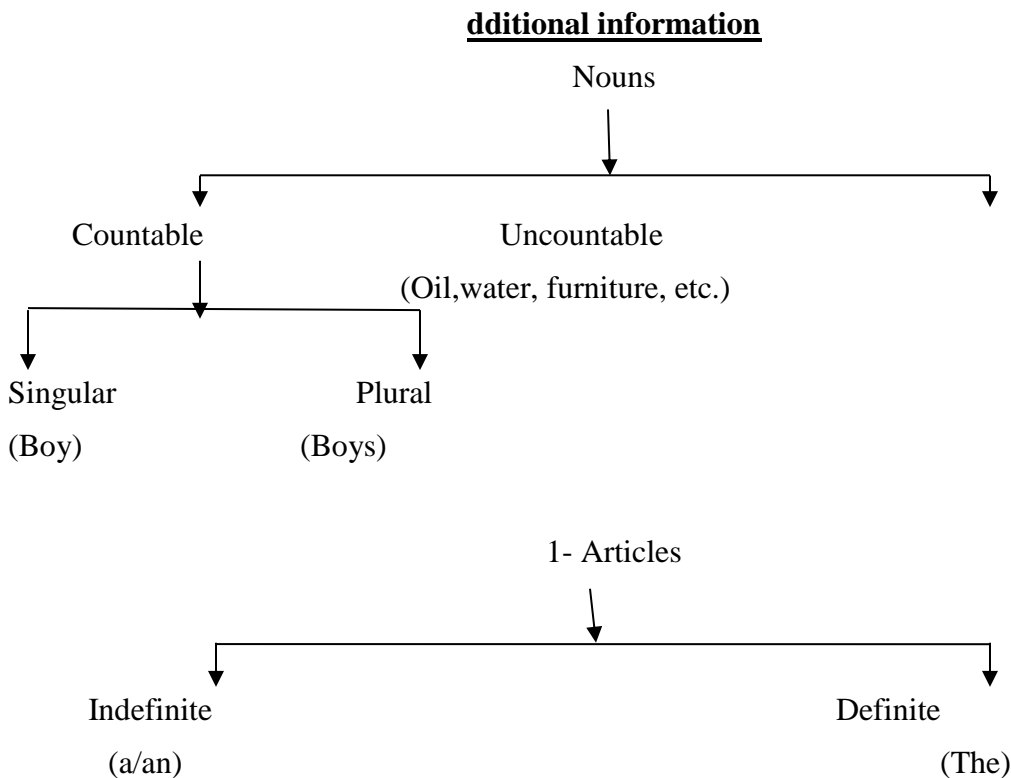 dditional information
Nouns
Countable Uncountable
(Oil,water, furniture, etc.)
Singular Plural
(Boy) (Boys)
1- Articles
Indefinite Definite
(a/an) (The)